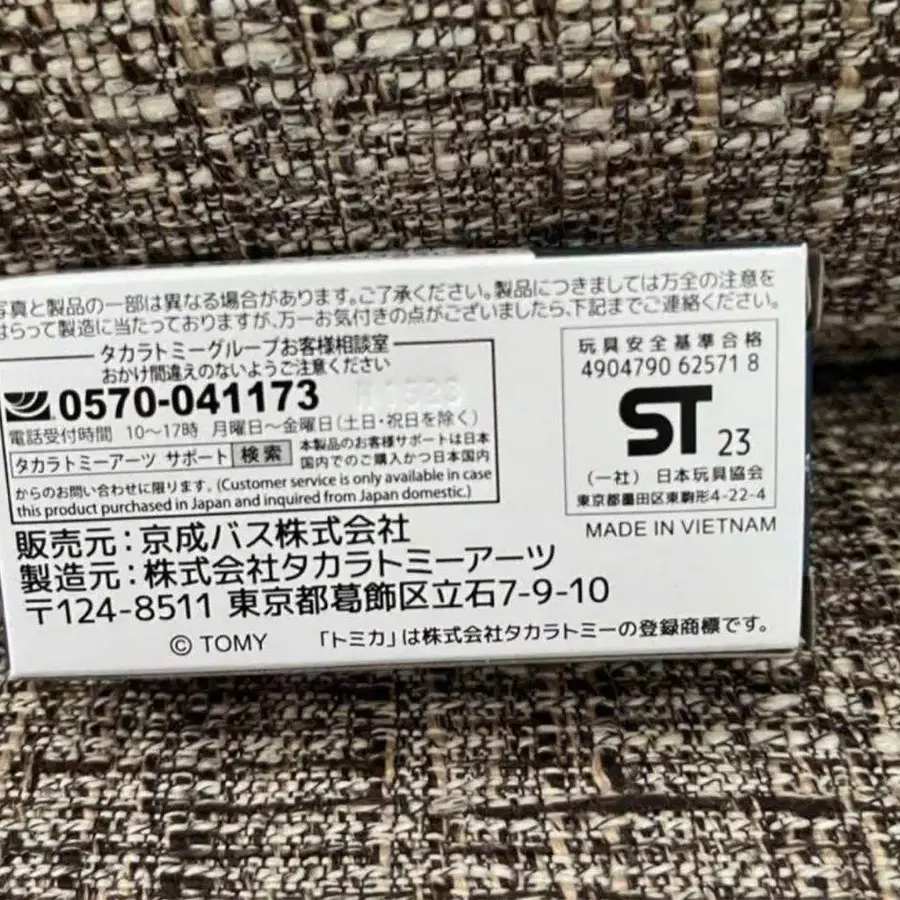 写真と製品の一部は異なる場合があります。ご了承ください。製品につきましては万全の注意を
はらって製造に当たっておりますが、万一お気付きの点がございましたら、下記までご連絡ください。
タカラトミーグループお客様相談室
おかけ間違えのないようご注意ください
0570-041173
電話受付時間 10〜17時 月曜日〜金曜日(土日・祝日を除く)
タカラトミーアーツ サポート 検索
本製品のお客様サポートは日本
国内でのご購入かつ日本国内
からのお問い合わせに限ります。(Customer service is only available in case
this product purchased in Japan and inquired from Japan domestic.)
販売元:京成バス株式会社
製造元:株式会社タカラトミーアーツ
〒124-8511 東京都葛飾区立石7-9-10
© TOMY 「トミカ」は株式会社タカラトミーの登録商標です。
玩具安全基準合格
4904790 62571 8
ST 23
(一社) 日本玩具協会
東京都墨田区東駒形4-22-4
MADE IN VIETNAM